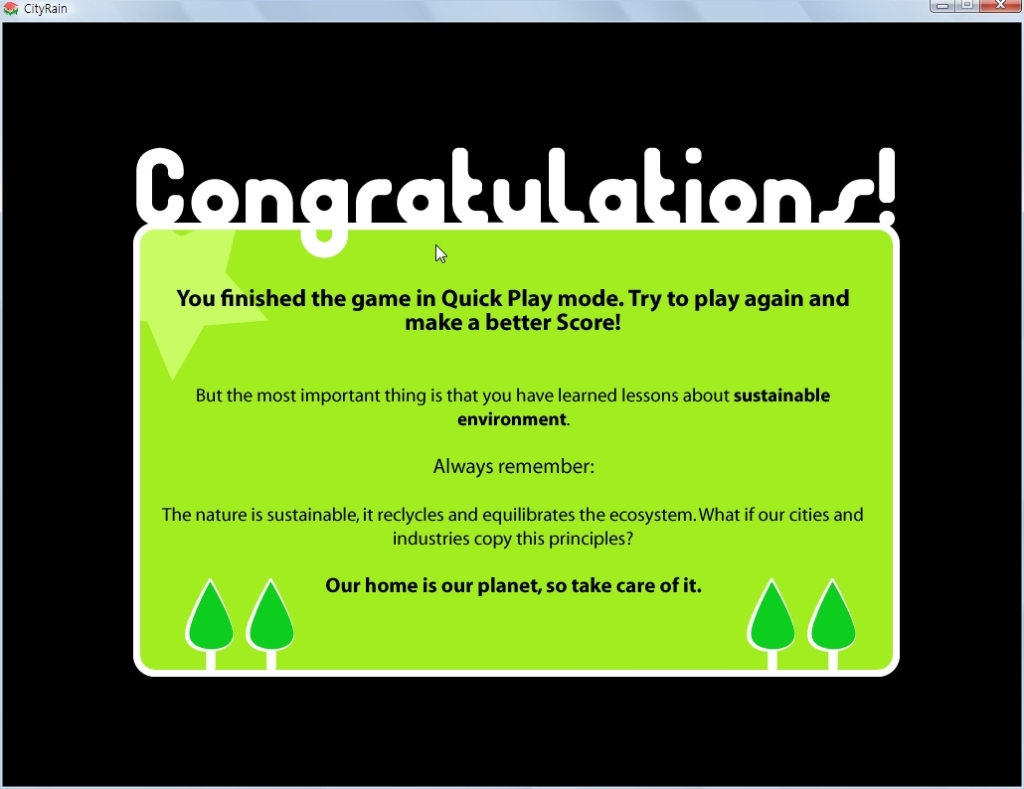 CityRain
Congratulations!
You finished the game in Quick Play mode. Try to play again and
make a better Score!
But the most important thing is that you have learned lessons about sustainable
environment.
Always remember:
The nature is sustainable, it reclycles and equilibrates the ecosystem. What if our cities and
industries copy this principles?
Our home is our planet, so take care of it.